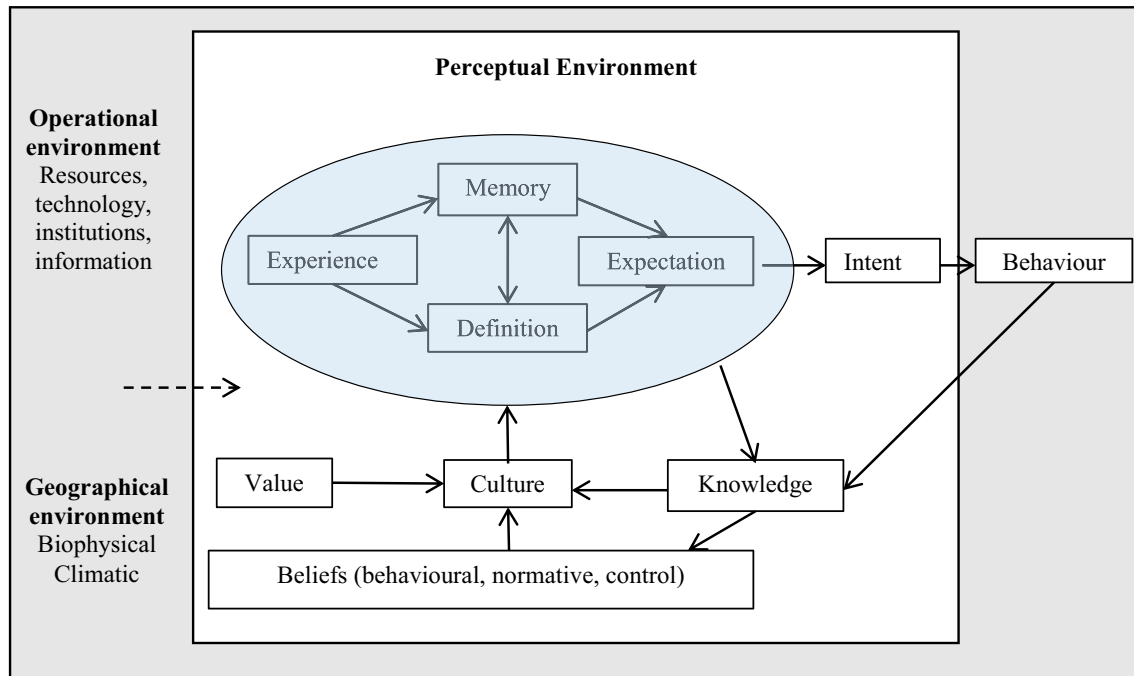 Perceptual Environment
Operational
environment
Resources,
technology,
institutions,
information
Memory
Experience
Expectation
Definition
Intent
Behaviour
Geographical
environment
Biophysical
Climatic
Value
Culture
Knowledge
Beliefs (behavioural, normative, control)